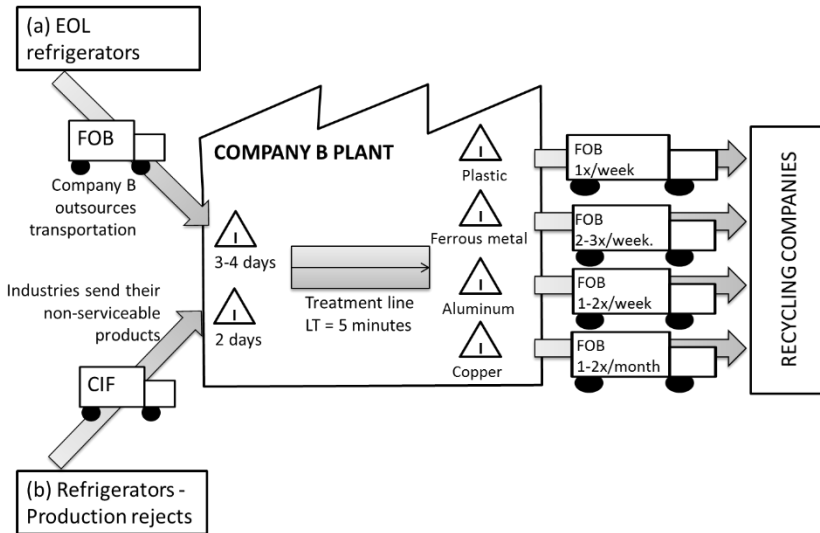 (a) EOL
refrigerators
FOB
Company B
outsources
transportation
Industries send their
non-serviceable
products
CIF
(b) Refrigerators -
Production rejects
COMPANY B PLANT
I
3-4 days
I
2 days
Treatment line
LT = 5 minutes
I
Plastic
I
Ferrous metal
I
Aluminum
I
Copper
FOB
1x/week
FOB
2-3x/week.
FOB
1-2x/week
FOB
1-2x/month
RECYCLING COMPANIES